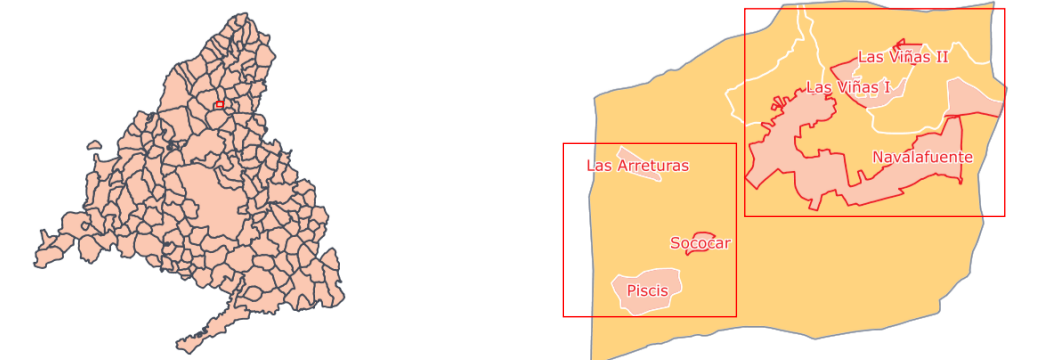 Las Viñas II
Las Viñas I
Navalafuente
Las Arreturas
Sococar
Piscis